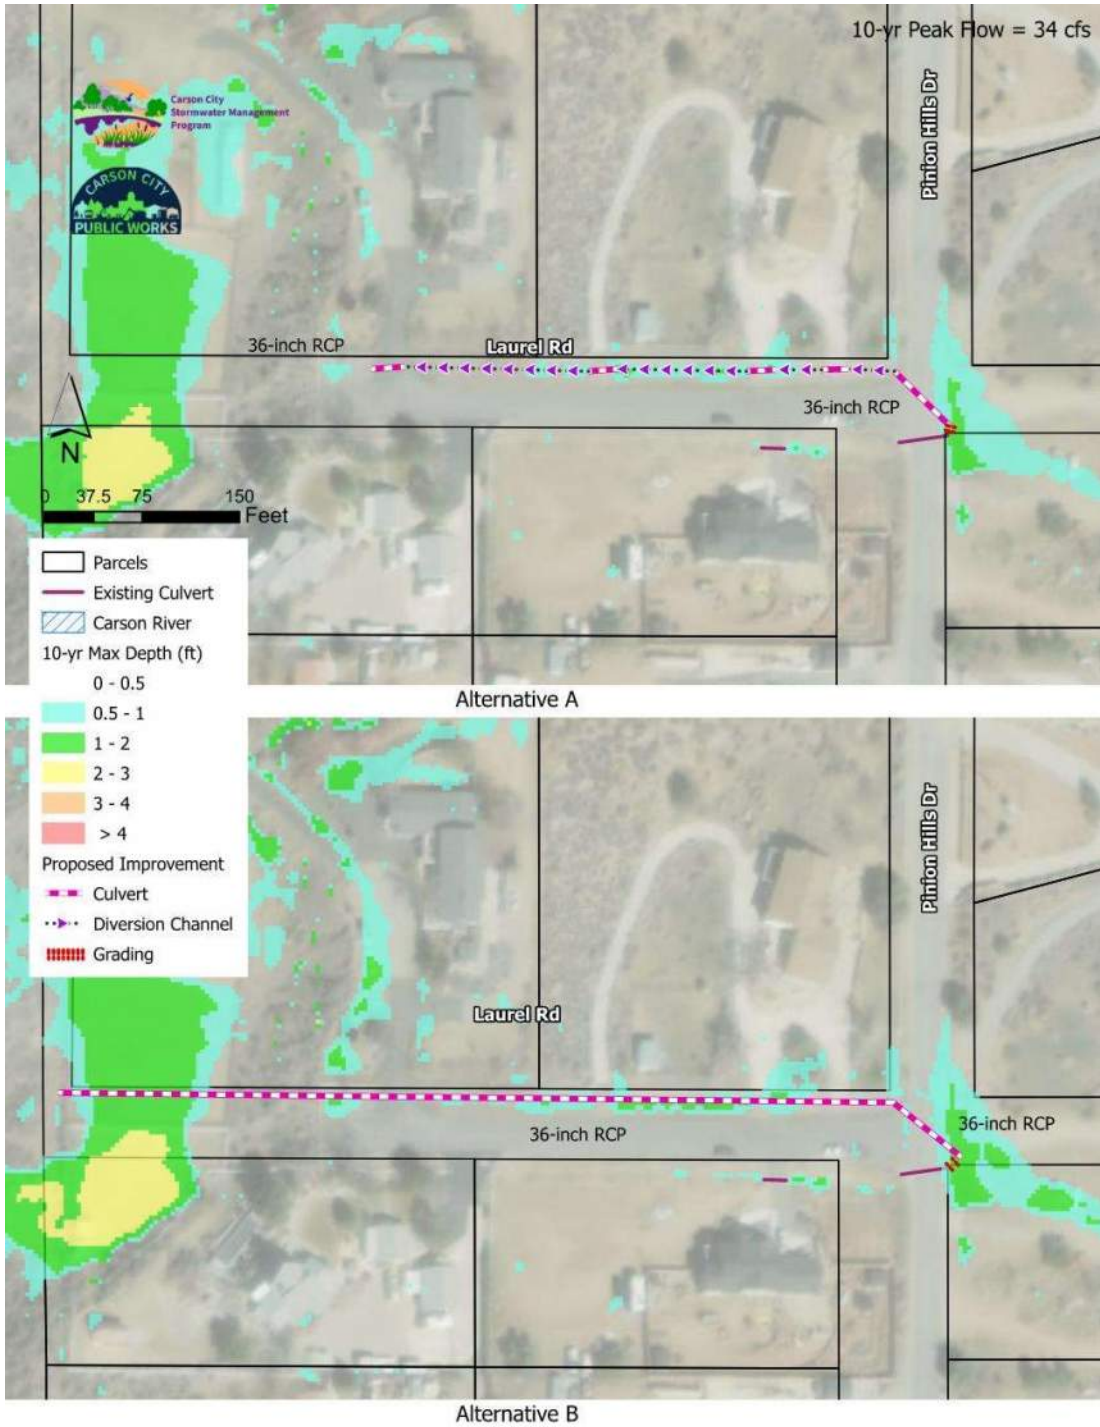 10-yr Peak Flow = 34 cfs
Pinion Hills Dr
Carson City
Stormwater Management
Program
CARSON CITY
PUBLIC WORKS
36-inch RCP
Laurel Rd
36-inch RCP
N
0 37.5 75 150
Feet
Parcels
Existing Culvert
Carson River
10-yr Max Depth (ft)
0 - 0.5
0.5 - 1
1 - 2
2 - 3
3 - 4
> 4
Proposed Improvement
Culvert
Diversion Channel
Grading
Alternative A
Pinion Hills Dr
Laurel Rd
36-inch RCP
36-inch RCP
Alternative B